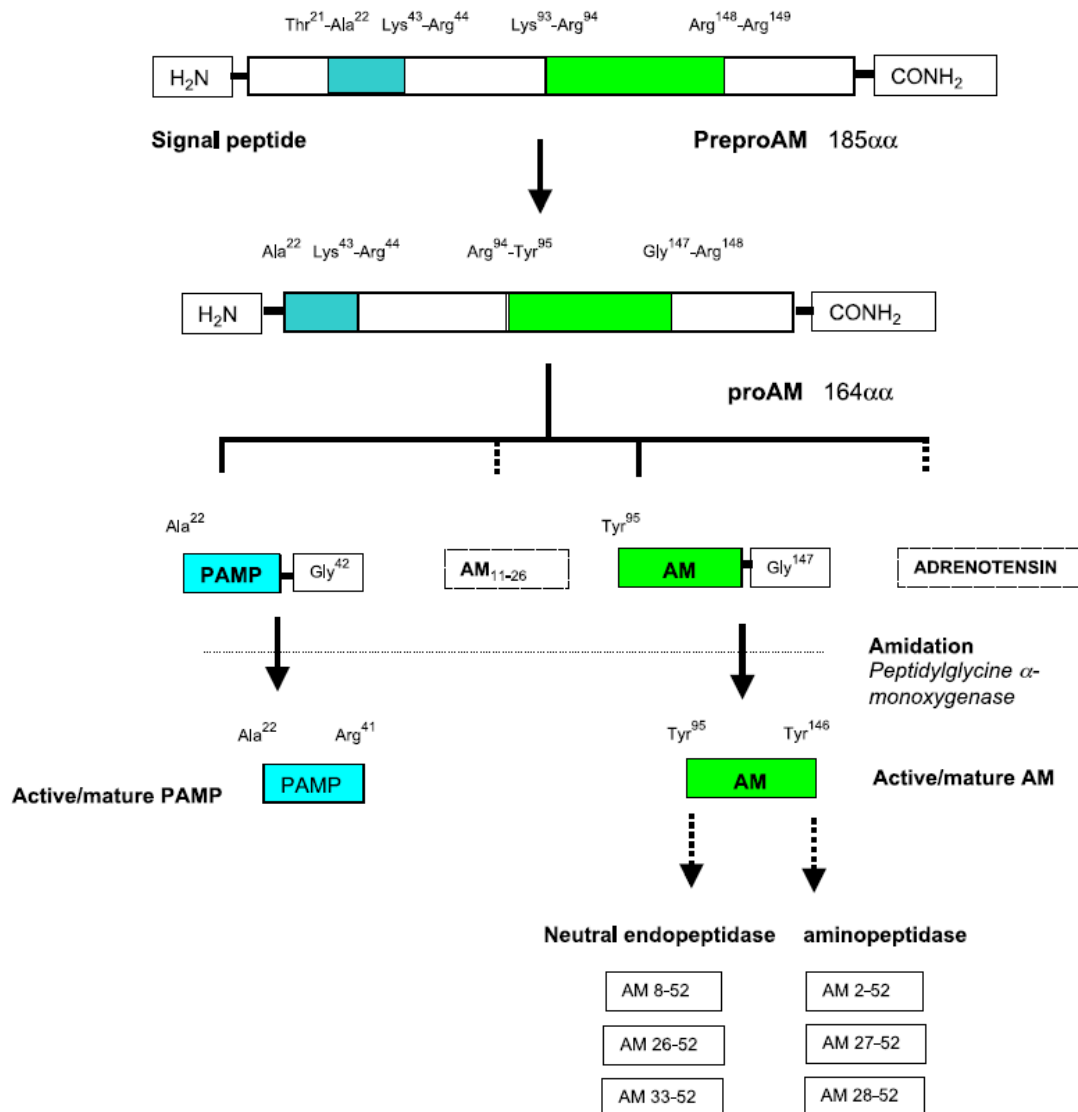 Thr²¹-Ala²² Lys⁴³-Arg⁴⁴ Lys⁹³-Arg⁹⁴ Arg¹⁴⁸-Arg¹⁴⁹
H₂N CONH₂
Signal peptide PreproAM 185αα
Ala²² Lys⁴³-Arg⁴⁴ Arg⁹⁴-Tyr⁹⁵ Gly¹⁴⁷-Arg¹⁴⁸
H₂N CONH₂
proAM 164αα
Ala²² Tyr⁹⁵
PAMP Gly⁴² AM₁₁₋₂₆ AM Gly¹⁴⁷ ADRENOTENSIN
Amidation
Peptidylglycine α-
monoxygenase
Ala²² Arg⁴¹ Tyr⁹⁵ Tyr¹⁴⁶
Active/mature PAMP PAMP AM Active/mature AM
Neutral endopeptidase aminopeptidase
AM 8-52 AM 2-52
AM 26-52 AM 27-52
AM 33-52 AM 28-52